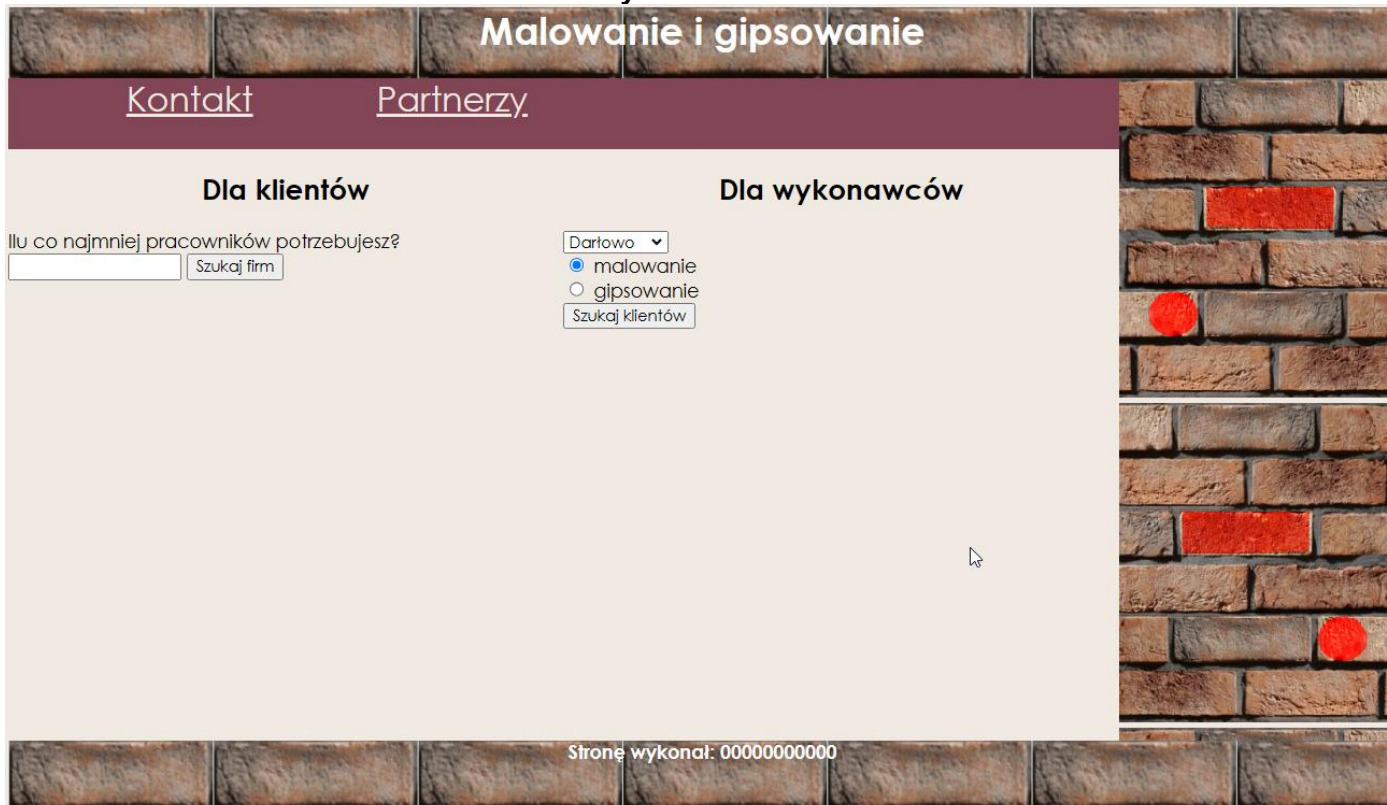 Malowanie i gipsowanie
Kontakt Partnerzy
Dla klientów
Ilu co najmniej pracowników potrzebujesz?
Szukaj firm
Dla wykonawców
Darłowo
malowanie
gipsowanie
Szukaj klientów
Stronę wykonał: 00000000000